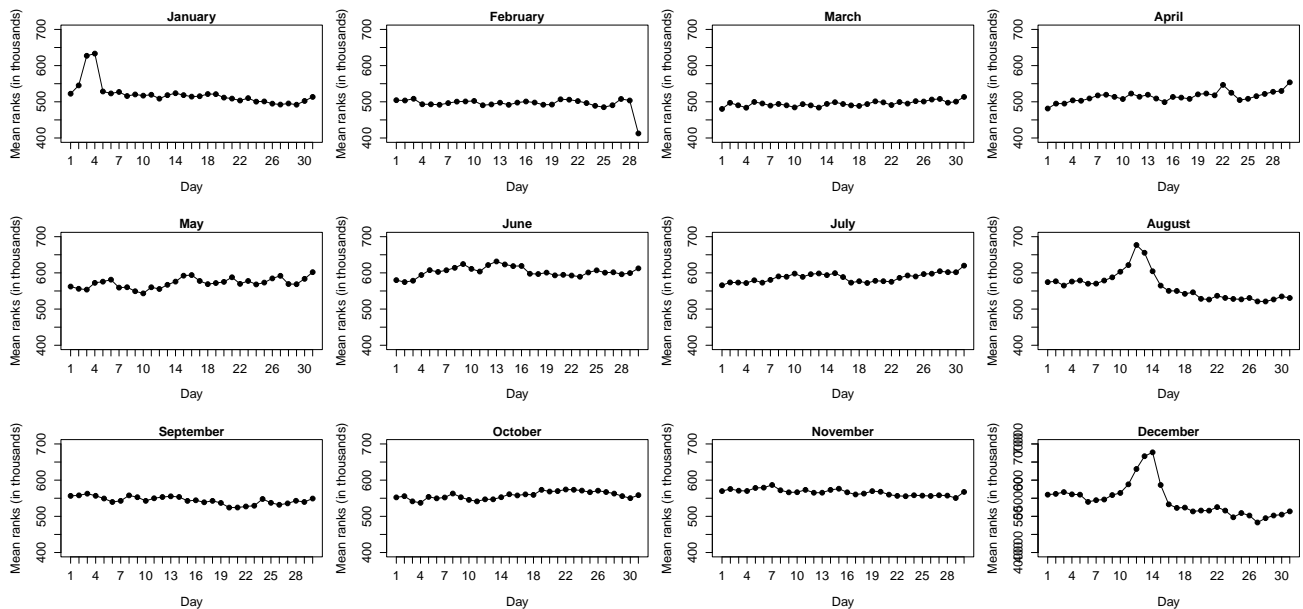 January
Mean ranks (in thousands)
700
600
500
400
1 4 7 10 14 18 22 26 30
Day
February
Mean ranks (in thousands)
700
600
500
400
1 4 7 10 13 16 19 22 25 28
Day
March
Mean ranks (in thousands)
700
600
500
400
1 4 7 10 14 18 22 26 30
Day
April
Mean ranks (in thousands)
700
600
500
400
1 4 7 10 13 16 19 22 25 28
Day
May
Mean ranks (in thousands)
700
600
500
400
1 4 7 10 14 18 22 26 30
Day
June
Mean ranks (in thousands)
700
600
500
400
1 4 7 10 13 16 19 22 25 28
Day
July
Mean ranks (in thousands)
700
600
500
400
1 4 7 10 14 18 22 26 30
Day
August
Mean ranks (in thousands)
700
600
500
400
1 4 7 10 14 18 22 26 30
Day
September
Mean ranks (in thousands)
700
600
500
400
1 4 7 10 13 16 19 22 25 28
Day
October
Mean ranks (in thousands)
700
600
500
400
1 4 7 10 14 18 22 26 30
Day
November
Mean ranks (in thousands)
700
600
500
400
1 4 7 10 13 16 19 22 25 28
Day
December
Mean ranks (in thousands)
1 4 7 10 14 18 22 26 30
Day